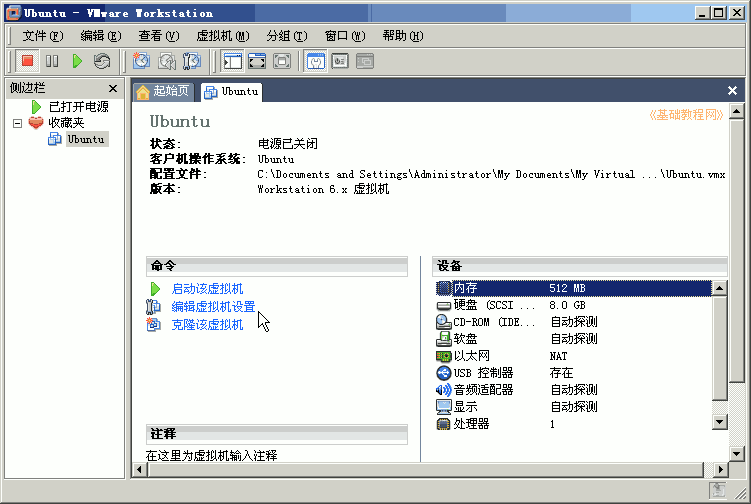 Ubuntu - VMware Workstation
文件(F) 编辑(E) 查看(V) 虚拟机(M) 分组(T) 窗口(W) 帮助(H)
侧边栏
已打开电源
收藏夹
Ubuntu
起始页 Ubuntu
《基础教程网》
Ubuntu
状态: 电源已关闭
客户机操作系统: Ubuntu
配置文件: C:\Documents and Settings\Administrator\My Documents\My Virtual ...\Ubuntu.vmx
版本: Workstation 6.x 虚拟机
命令
启动该虚拟机
编辑虚拟机设置
克隆该虚拟机
注释
在这里为虚拟机输入注释
设备
内存 512 MB
硬盘 (SCSI ... 8.0 GB
CD-ROM (IDE... 自动探测
软盘 自动探测
以太网 NAT
USB 控制器 存在
音频适配器 自动探测
显示 自动探测
处理器 1